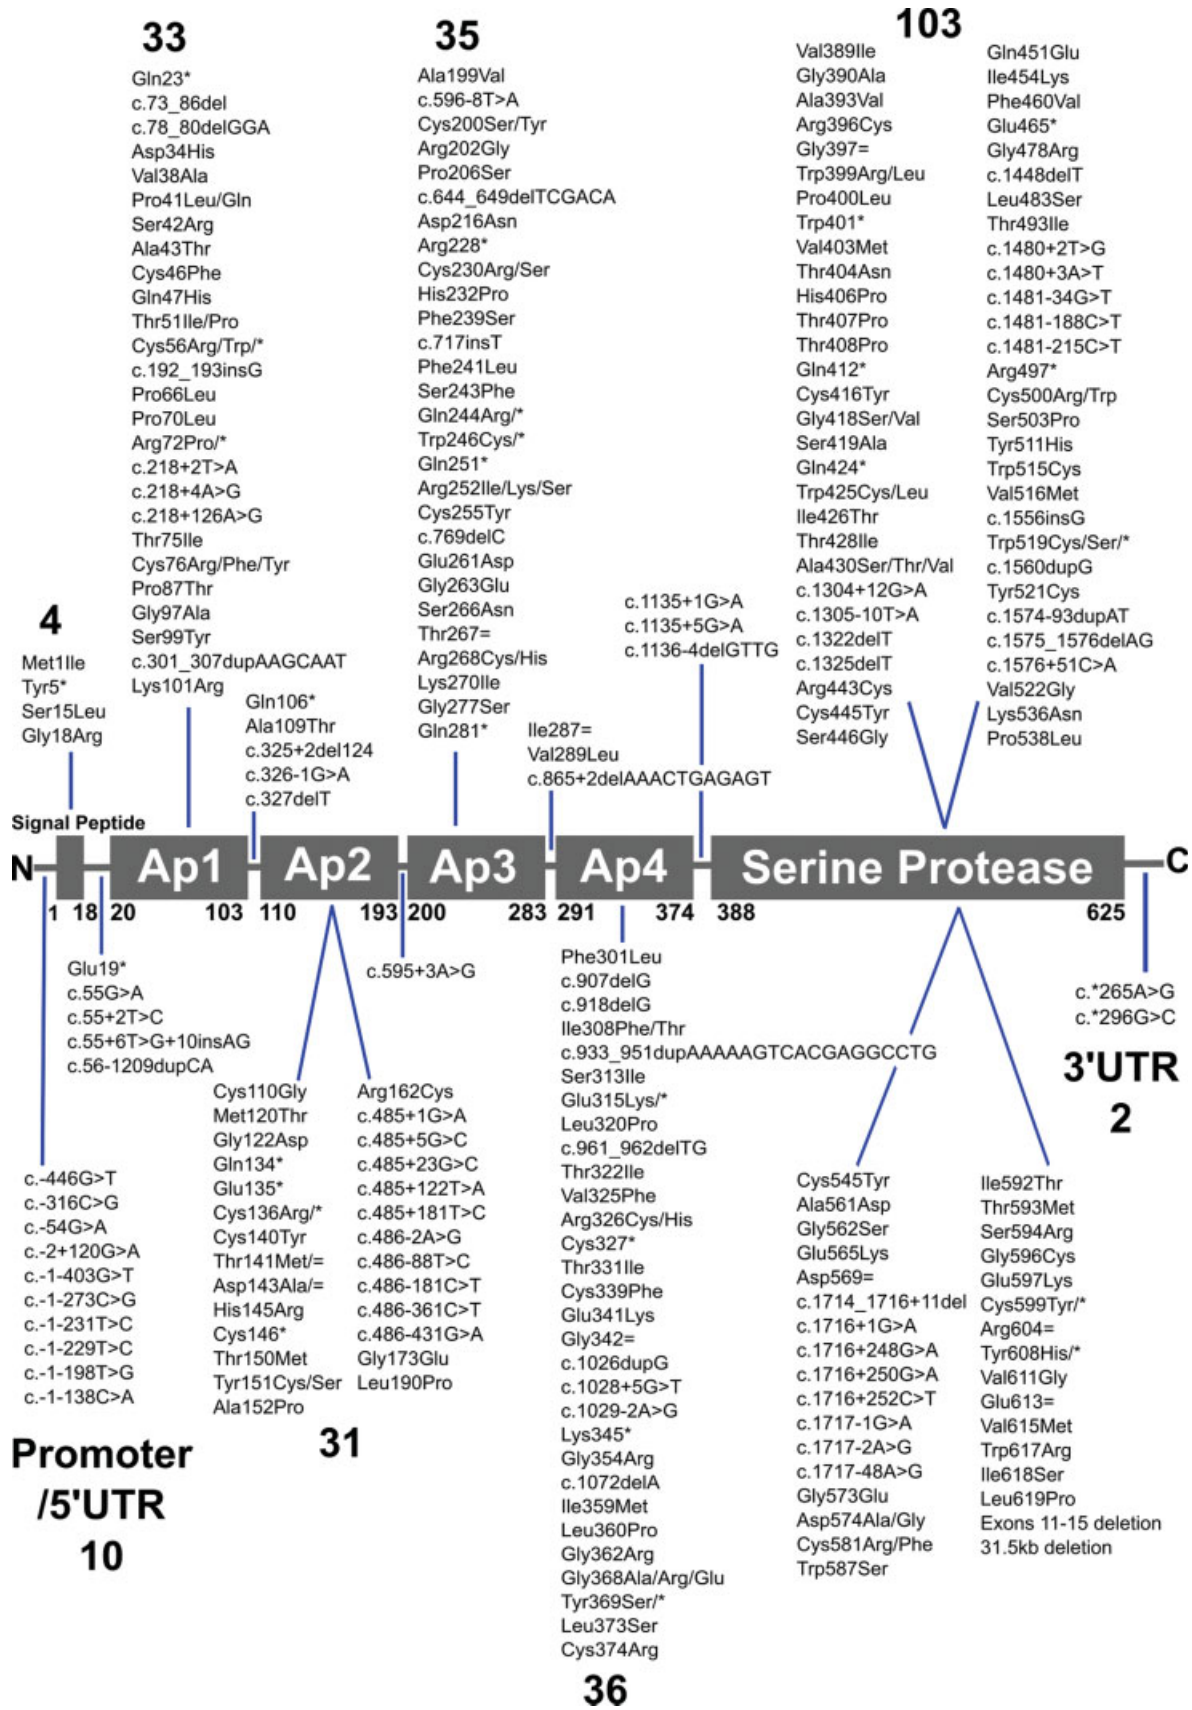 33
Gln23*
c.73_86del
c.78_80delGGA
Asp34His
Val38Ala
Pro41Leu/Gln
Ser42Arg
Ala43Thr
Cys46Phe
Gln47His
Thr51Ile/Pro
Cys56Arg/Trp/*
c.192_193insG
Pro66Leu
Pro70Leu
Arg72Pro/*
c.218+2T>A
c.218+4A>G
c.218+126A>G
Thr75Ile
Cys76Arg/Phe/Tyr
Pro87Thr
Gly97Ala
Ser99Tyr
c.301_307dupAAGCAAT
Lys101Arg
35
Ala199Val
c.596-8T>A
Cys200Ser/Tyr
Arg202Gly
Pro206Ser
c.644_649delTCGACA
Asp216Asn
Arg228*
Cys230Arg/Ser
His232Pro
Phe239Ser
c.717insT
Phe241Leu
Ser243Phe
Gln244Arg/*
Trp246Cys/*
Gln251*
Arg252Ile/Lys/Ser
Cys255Tyr
c.769delC
Glu261Asp
Gly263Glu
Ser266Asn
Thr267=
Arg268Cys/His
Lys270Ile
Gly277Ser
Gln281*
103
Val389Ile
Gly390Ala
Ala393Val
Arg396Cys
Gly397=
Trp399Arg/Leu
Pro400Leu
Trp401*
Val403Met
Thr404Asn
His406Pro
Thr407Pro
Thr408Pro
Gln412*
Cys416Tyr
Gly418Ser/Val
Ser419Ala
Gln424*
Trp425Cys/Leu
Ile426Thr
Thr428Ile
Ala430Ser/Thr/Val
c.1304+12G>A
c.1305-10T>A
c.1322delT
c.1325delT
Arg443Cys
Cys445Tyr
Ser446Gly
Gln451Glu
Ile454Lys
Phe460Val
Glu465*
Gly478Arg
c.1448delT
Leu483Ser
Thr493Ile
c.1480+2T>G
c.1480+3A>T
c.1481-34G>T
c.1481-188C>T
c.1481-215C>T
Arg497*
Cys500Arg/Trp
Ser503Pro
Tyr511His
Trp515Cys
Val516Met
c.1556insG
Trp519Cys/Ser/*
c.1560dupG
Tyr521Cys
c.1574-93dupAT
c.1575_1576delAG
c.1576+51C>A
Val522Gly
Lys536Asn
Pro538Leu
4
Met1Ile
Tyr5*
Ser15Leu
Gly18Arg
Gln106*
Ala109Thr
c.325+2del124
c.326-1G>A
c.327delT
Ile287=
Val289Leu
c.865+2delAAACTGAGAGT
c.1135+1G>A
c.1135+5G>A
c.1136-4delGTTG
Signal Peptide
N
Ap1
Ap2
Ap3
Ap4
Serine Protease
C
1 18 20 103 110 193 200 283 291 374 388 625
Glu19*
c.55G>A
c.55+2T>C
c.55+6T>G+10insAG
c.56-1209dupCA
c.595+3A>G
c.-446G>T
c.-316C>G
c.-54G>A
c.-2+120G>A
c.-1-403G>T
c.-1-273C>G
c.-1-231T>C
c.-1-229T>C
c.-1-198T>G
c.-1-138C>A
Promoter
/5'UTR
10
Cys110Gly
Met120Thr
Gly122Asp
Gln134*
Glu135*
Cys136Arg/*
Cys140Tyr
Thr141Met/=
Asp143Ala/=
His145Arg
Cys146*
Thr150Met
Tyr151Cys/Ser
Ala152Pro
Arg162Cys
c.485+1G>A
c.485+5G>C
c.485+23G>C
c.485+122T>A
c.485+181T>C
c.486-2A>G
c.486-88T>C
c.486-181C>T
c.486-361C>T
c.486-431G>A
Gly173Glu
Leu190Pro
31
Phe301Leu
c.907delG
c.918delG
Ile308Phe/Thr
c.933_951dupAAAAAGTCACGAGGCCTG
Ser313Ile
Glu315Lys/*
Leu320Pro
c.961_962delTG
Thr322Ile
Val325Phe
Arg326Cys/His
Cys327*
Thr331Ile
Cys339Phe
Glu341Lys
Gly342=
c.1026dupG
c.1028+5G>T
c.1029-2A>G
Lys345*
Gly354Arg
c.1072delA
Ile359Met
Leu360Pro
Gly362Arg
Gly368Ala/Arg/Glu
Tyr369Ser/*
Leu373Ser
Cys374Arg
36
Cys545Tyr
Ala561Asp
Gly562Ser
Glu565Lys
Asp569=
c.1714_1716+11del
c.1716+1G>A
c.1716+248G>A
c.1716+250G>A
c.1716+252C>T
c.1717-1G>A
c.1717-2A>G
c.1717-48A>G
Gly573Glu
Asp574Ala/Gly
Cys581Arg/Phe
Trp587Ser
Ile592Thr
Thr593Met
Ser594Arg
Gly596Cys
Glu597Lys
Cys599Tyr/*
Arg604=
Tyr608His/*
Val611Gly
Glu613=
Val615Met
Trp617Arg
Ile618Ser
Leu619Pro
Exons 11-15 deletion
31.5kb deletion
c.*265A>G
c.*296G>C
3'UTR
2